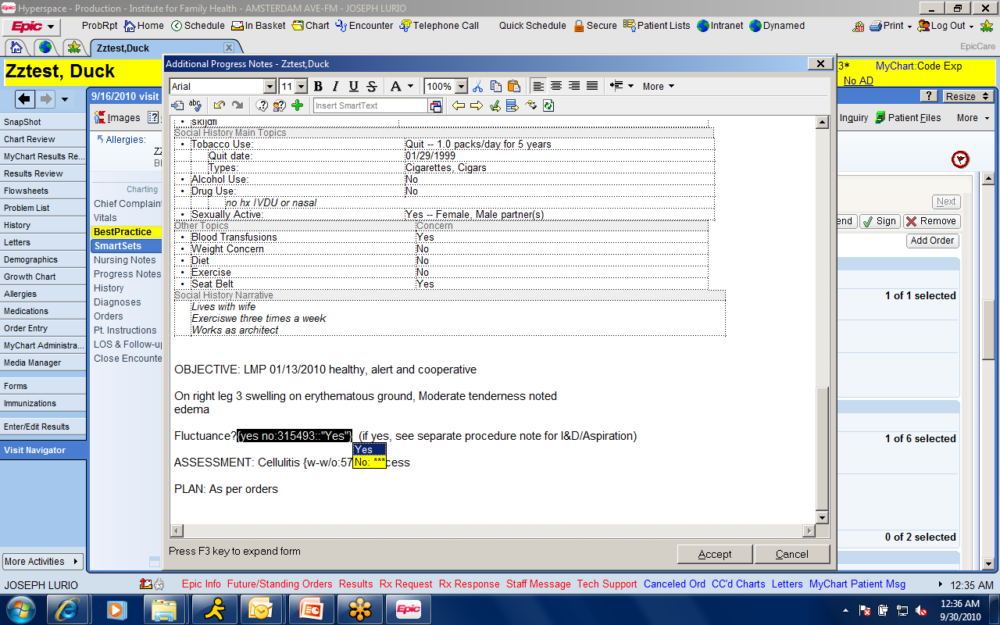 Hyperspace - Production - Institute for Family Health - AMSTERDAM AVE-FM - JOSEPH LURIO
Epic ProbRpt Home Schedule In Basket Chart Encounter Telephone Call Quick Schedule Secure Patient Lists Intranet Dynamed Print Log Out
Zztest,Duck
EpicCare
Zztest, Duck
3* MyChart:Code Exp
No AD
Resize
9/16/2010 visit
Images
Inquiry Patient Files More
Allergies:
SnapShot
Chart Review
MyChart Results Re...
Results Review
Flowsheets
Problem List
History
Letters
Demographics
Growth Chart
Allergies
Medications
Order Entry
MyChart Administra...
Media Manager
Forms
Immunizations
Enter/Edit Results
Visit Navigator
More Activities
Charting
Chief Complain
Vitals
BestPractice
SmartSets
Nursing Notes
Progress Notes
History
Diagnoses
Orders
Pt. Instructions
LOS & Follow-u
Close Encounte
Additional Progress Notes - Zztest,Duck
Arial 11 B I U S A 100% More
Insert SmartText
skljdfl
Social History Main Topics
• Tobacco Use: Quit -- 1.0 packs/day for 5 years
Quit date: 01/29/1999
Types: Cigarettes, Cigars
• Alcohol Use: No
• Drug Use: No
no hx IVDU or nasal
• Sexually Active: Yes -- Female, Male partner(s)
Other Topics Concern
• Blood Transfusions Yes
• Weight Concern No
• Diet No
• Exercise No
• Seat Belt Yes
Social History Narrative
Lives with wife
Exerciswe three times a week
Works as architect
OBJECTIVE: LMP 01/13/2010 healthy, alert and cooperative
On right leg 3 swelling on erythematous ground, Moderate tenderness noted
edema
Fluctuance?{yes no:315493::"Yes"} (if yes, see separate procedure note for I&D/Aspiration)
Yes
No: ***
ASSESSMENT: Cellulitis {w-w/o:57 cess
PLAN: As per orders
Press F3 key to expand form
Accept Cancel
Next
end Sign Remove
Add Order
1 of 1 selected
1 of 6 selected
0 of 2 selected
JOSEPH LURIO Epic Info Future/Standing Orders Results Rx Request Rx Response Staff Message Tech Support Canceled Ord CC'd Charts Letters MyChart Patient Msg 12:35 AM
Epic
12:36 AM
9/30/2010